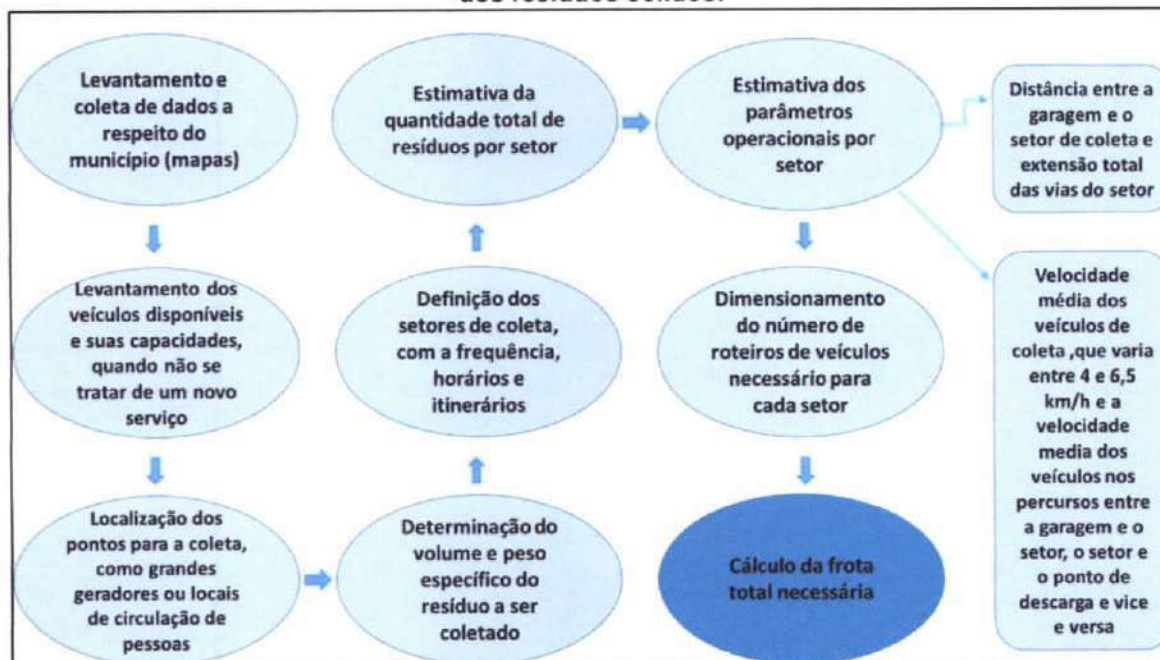 dos resíduos sólidos.
Levantamento e
coleta de dados a
respeito do
município (mapas)
Levantamento dos
veículos disponíveis
e suas capacidades,
quando não se
tratar de um novo
serviço
Localização dos
pontos para a coleta,
como grandes
geradores ou locais
de circulação de
pessoas
Determinação do
volume e peso
específico do
resíduo a ser
coletado
Definição dos
setores de coleta,
com a frequência,
horários e
itinerários
Estimativa da
quantidade total de
resíduos por setor
Estimativa dos
parâmetros
operacionais por
setor
Distância entre a
garagem e o
setor de coleta e
extensão total
das vias do setor
Velocidade
média dos
veículos de
coleta ,que varia
entre 4 e 6,5
km/h e a
velocidade
media dos
veículos nos
percursos entre
a garagem e o
setor, o setor e
o ponto de
descarga e vice
e versa
Dimensionamento
do número de
roteiros de veículos
necessário para
cada setor
Cálculo da frota
total necessária